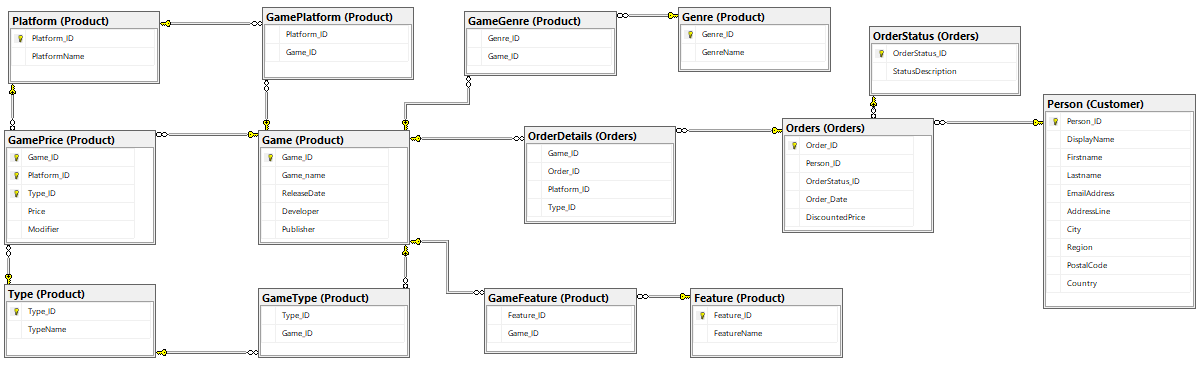 Platform (Product)
Platform_ID
PlatformName
GamePlatform (Product)
Platform_ID
Game_ID
GameGenre (Product)
Genre_ID
Game_ID
Genre (Product)
Genre_ID
GenreName
OrderStatus (Orders)
OrderStatus_ID
StatusDescription
Person (Customer)
Person_ID
DisplayName
Firstname
Lastname
EmailAddress
AddressLine
City
Region
PostalCode
Country
GamePrice (Product)
Game_ID
Platform_ID
Type_ID
Price
Modifier
Game (Product)
Game_ID
Game_name
ReleaseDate
Developer
Publisher
OrderDetails (Orders)
Game_ID
Order_ID
Platform_ID
Type_ID
Orders (Orders)
Order_ID
Person_ID
OrderStatus_ID
Order_Date
DiscountedPrice
Type (Product)
Type_ID
TypeName
GameType (Product)
Type_ID
Game_ID
GameFeature (Product)
Feature_ID
Game_ID
Feature (Product)
Feature_ID
FeatureName